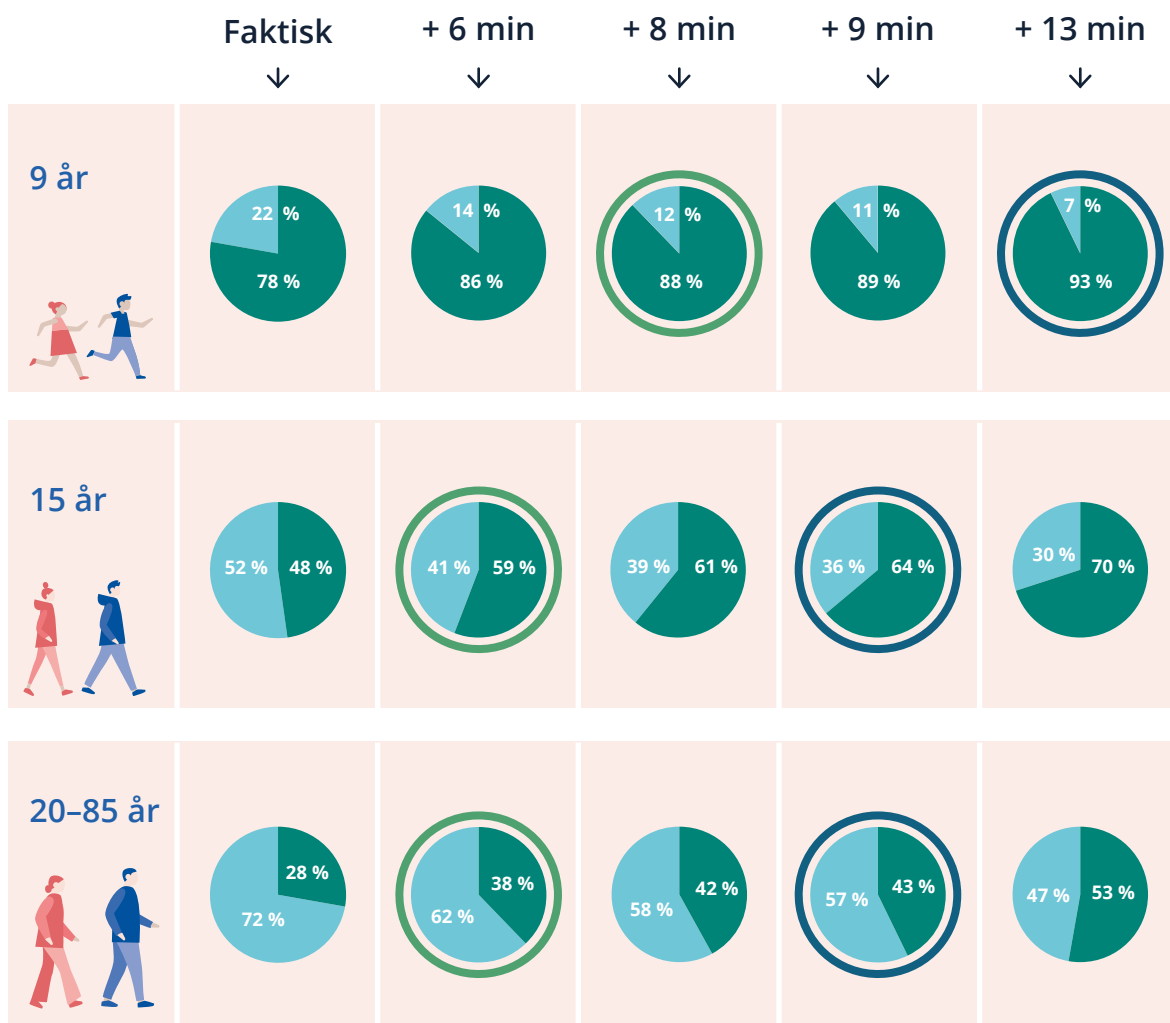 Faktisk + 6 min + 8 min + 9 min + 13 min
9 år
22 % 14 % 12 % 11 % 7 %
78 % 86 % 88 % 89 % 93 %
15 år
52 % 48 % 41 % 59 % 39 % 61 % 36 % 64 % 30 % 70 %
20–85 år
28 % 38 % 42 % 43 % 53 %
72 % 62 % 58 % 57 % 47 %